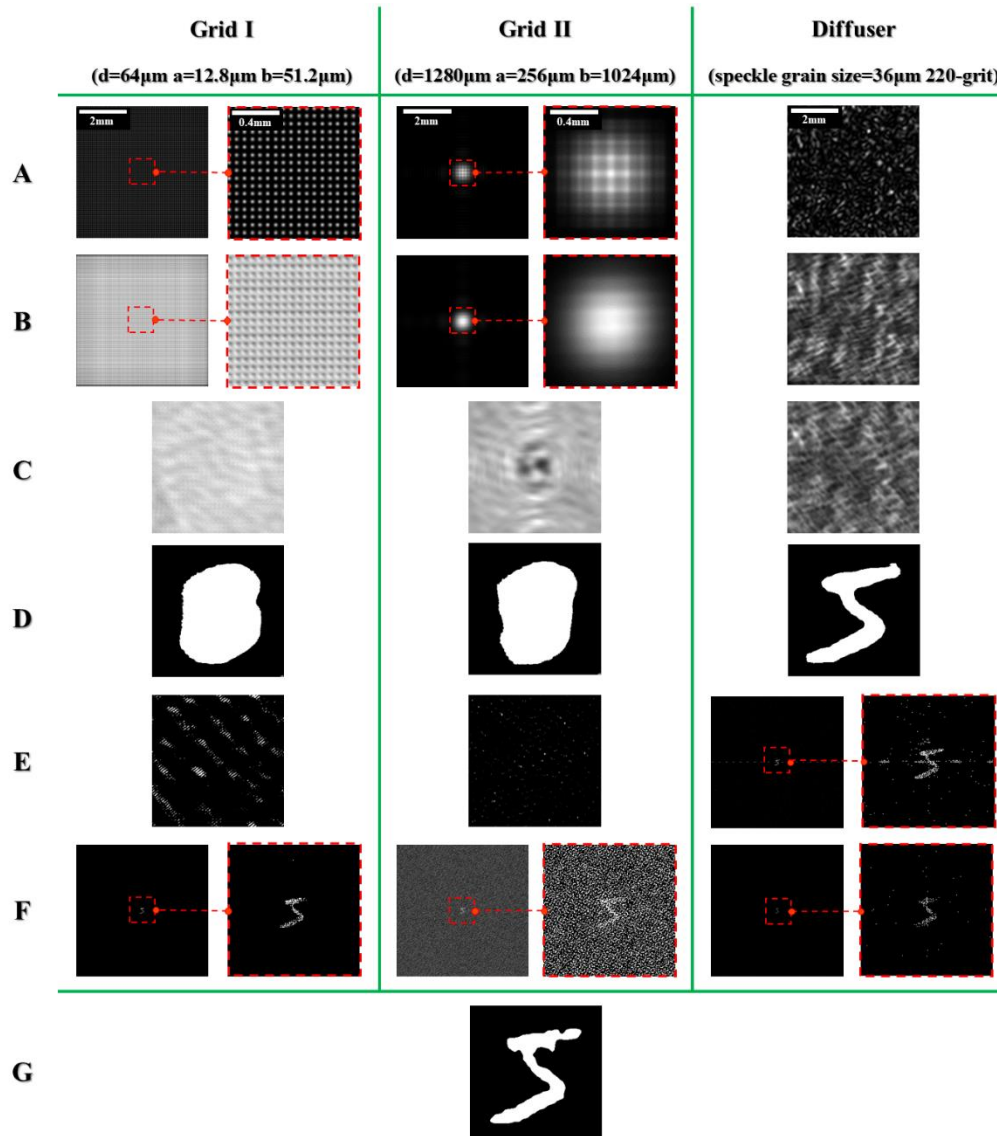 Grid I
(d=64μm a=12.8μm b=51.2μm)
Grid II
(d=1280μm a=256μm b=1024μm)
Diffuser
(speckle grain size=36μm 220-grit)
A
2mm
0.4mm
2mm
0.4mm
2mm
B
C
D
E
F
G